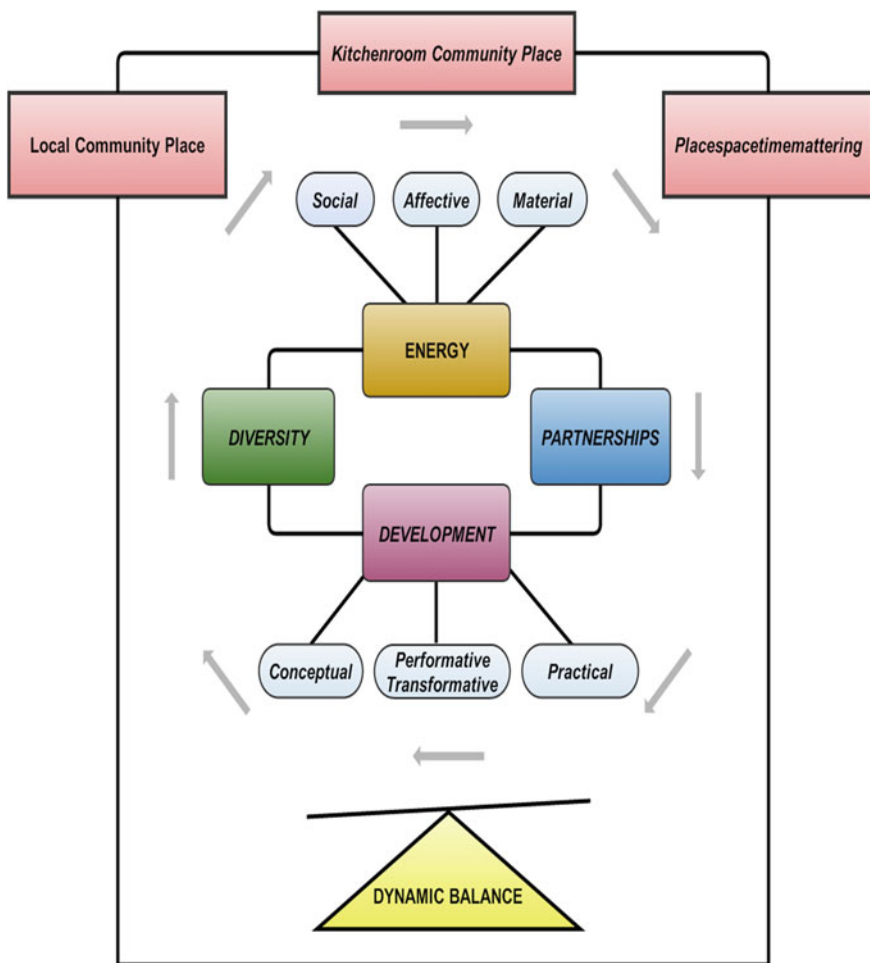 Kitchenroom Community Place
Local Community Place
Placespacetimemattering
Social
Affective
Material
ENERGY
DIVERSITY
PARTNERSHIPS
DEVELOPMENT
Conceptual
Performative
Transformative
Practical
DYNAMIC BALANCE